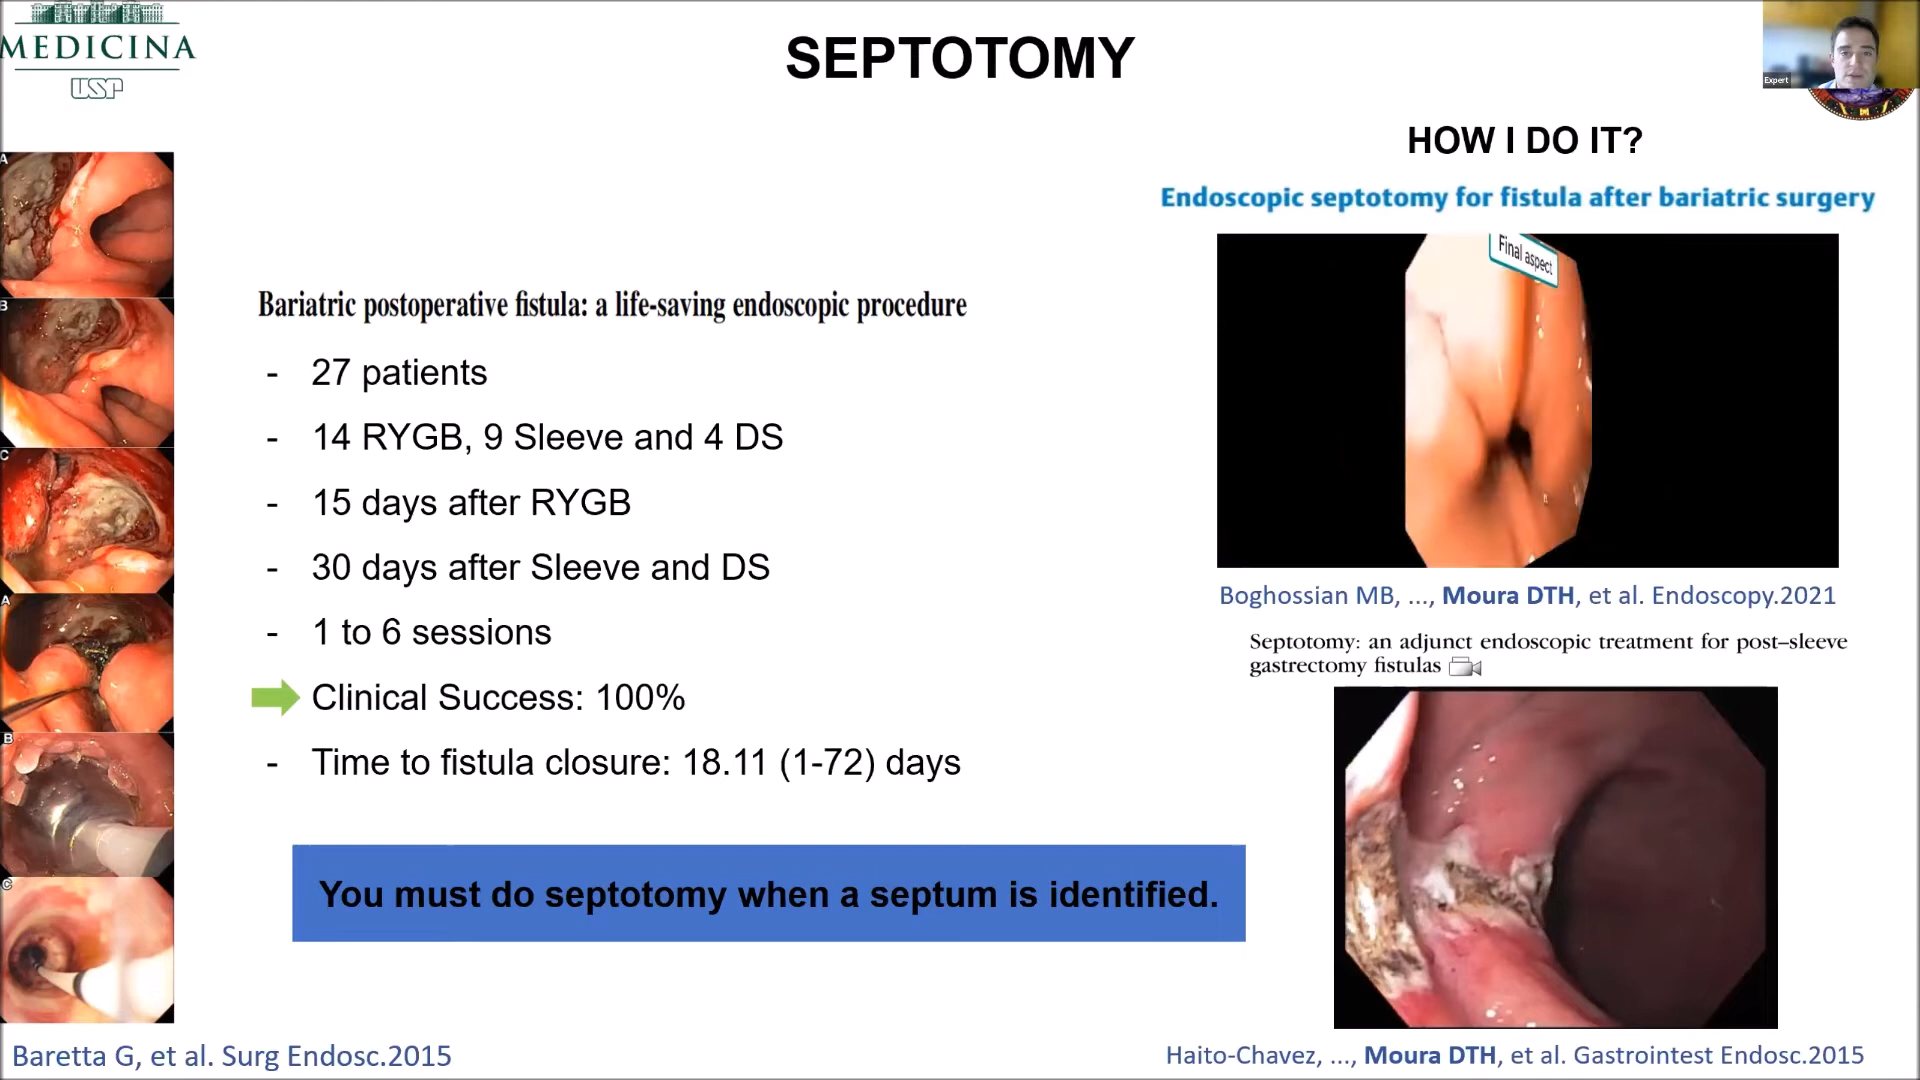 MEDICINA
USP
SEPTOTOMY
Expert
HOW I DO IT?
Endoscopic septotomy for fistula after bariatric surgery
Final aspect
Boghossian MB, ..., Moura DTH, et al. Endoscopy.2021
Septotomy: an adjunct endoscopic treatment for post–sleeve
gastrectomy fistulas
Haito-Chavez, ..., Moura DTH, et al. Gastrointest Endosc.2015
A
B
C
A
B
C
Bariatric postoperative fistula: a life-saving endoscopic procedure
- 27 patients
- 14 RYGB, 9 Sleeve and 4 DS
- 15 days after RYGB
- 30 days after Sleeve and DS
- 1 to 6 sessions
Clinical Success: 100%
- Time to fistula closure: 18.11 (1-72) days
You must do septotomy when a septum is identified.
Baretta G, et al. Surg Endosc.2015